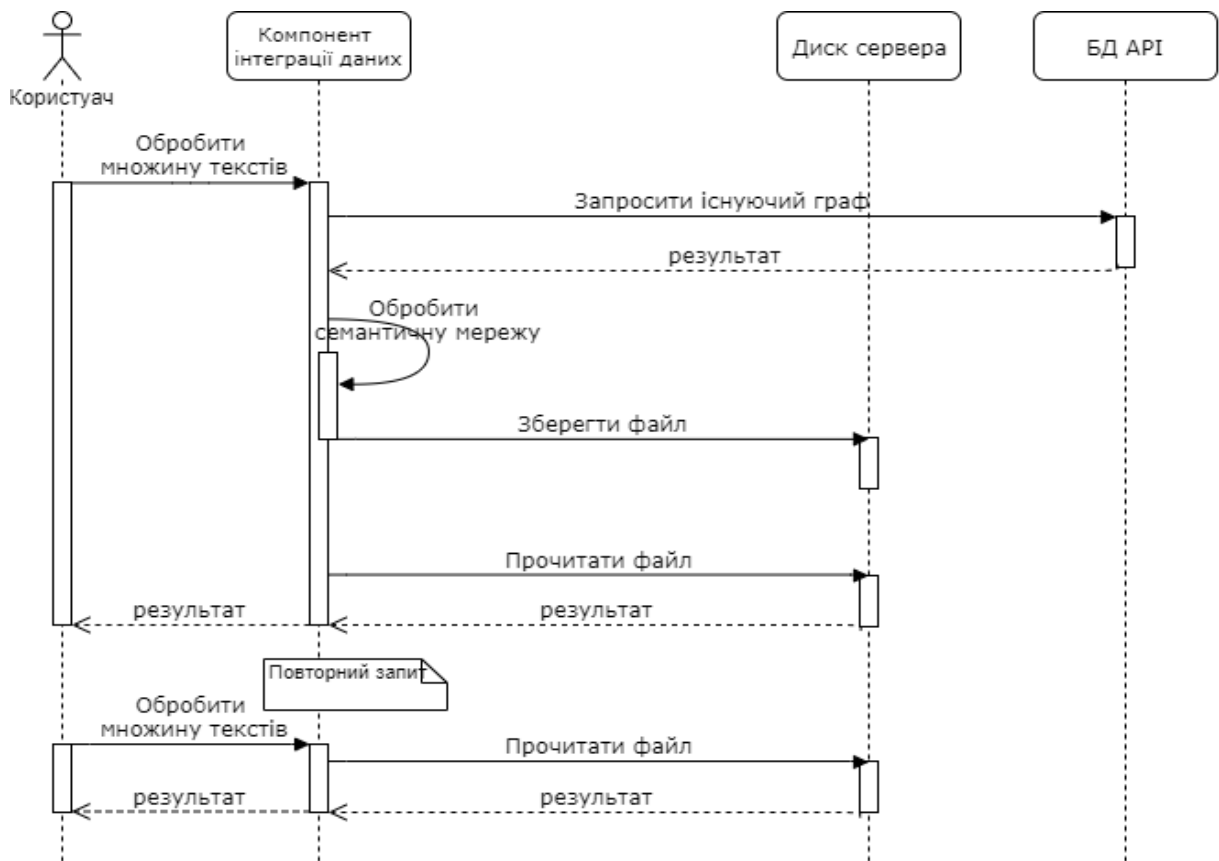 Компонент
інтеграції даних
Диск сервера
БД API
Користуач
Обробити
множину текстів
Запросити існуючий граф
результат
Обробити
семантичну мережу
Зберегти файл
Прочитати файл
результат
результат
Повторний запит
Обробити
множину текстів
Прочитати файл
результат
результат